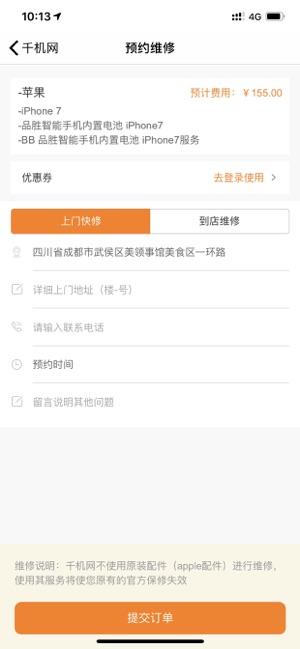 10:13
4G
千机网
预约维修
-苹果
预计费用：￥155.00
-iPhone 7
-品胜智能手机内置电池 iPhone7
-BB 品胜智能手机内置电池 iPhone7服务
优惠券
去登录使用
上门快修
到店维修
四川省成都市武侯区美领事馆美食区一环路
详细上门地址（楼-号）
请输入联系电话
预约时间
留言说明其他问题
维修说明：千机网不使用原装配件（apple配件）进行维修，
使用其服务将使您原有的官方保修失效
提交订单